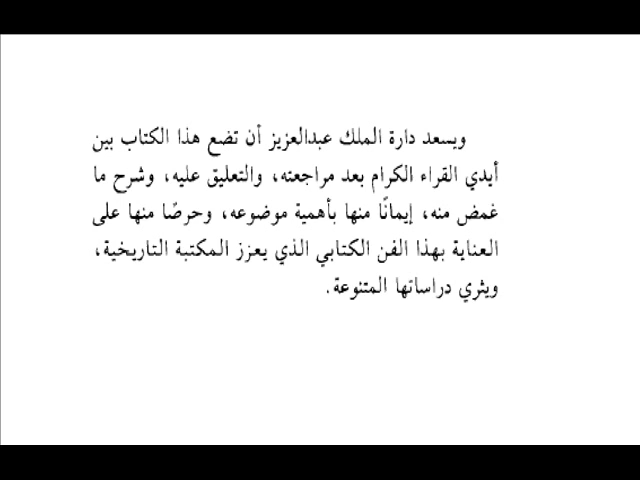 ويسعد دارة الملك عبدالعزيز أن تضع هذا الكتاب بين
أيدي القراء الكرام بعد مراجعته، والتعليق عليه، وشرح ما
غمض منه، إيمانًا منها بأهمية موضوعه، وحرصًا منها على
العناية بهذا الفن الكتابي الذي يعزز المكتبة التاريخية،
ويثري دراساتها المتنوعة.